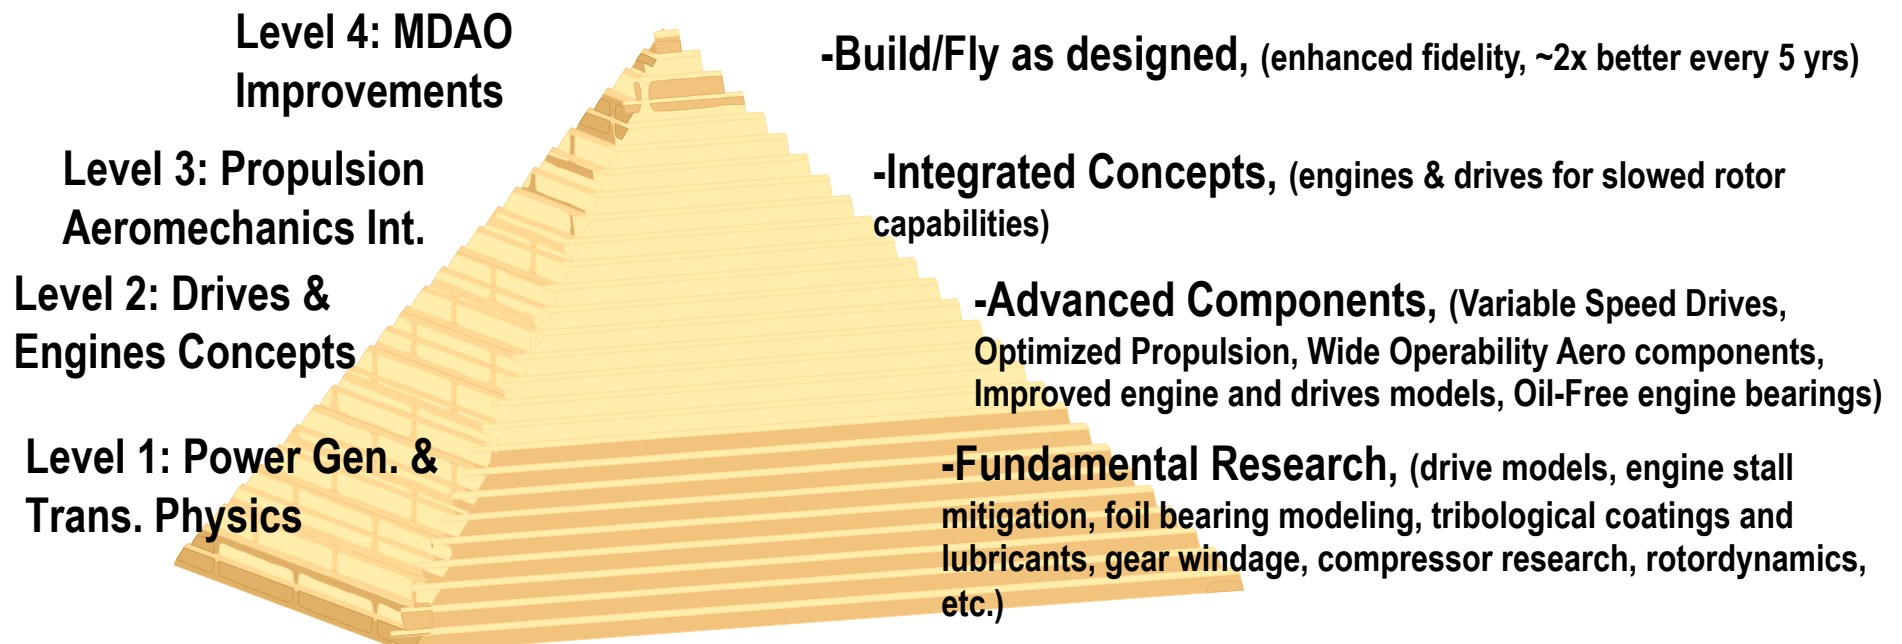 Level 4: MDAO
Improvements
-Build/Fly as designed, (enhanced fidelity, ~2x better every 5 yrs)
Level 3: Propulsion
Aeromechanics Int.
-Integrated Concepts, (engines & drives for slowed rotor
capabilities)
Level 2: Drives &
Engines Concepts
-Advanced Components, (Variable Speed Drives,
Optimized Propulsion, Wide Operability Aero components,
Improved engine and drives models, Oil-Free engine bearings)
Level 1: Power Gen. &
Trans. Physics
-Fundamental Research, (drive models, engine stall
mitigation, foil bearing modeling, tribological coatings and
lubricants, gear windage, compressor research, rotordynamics,
etc.)